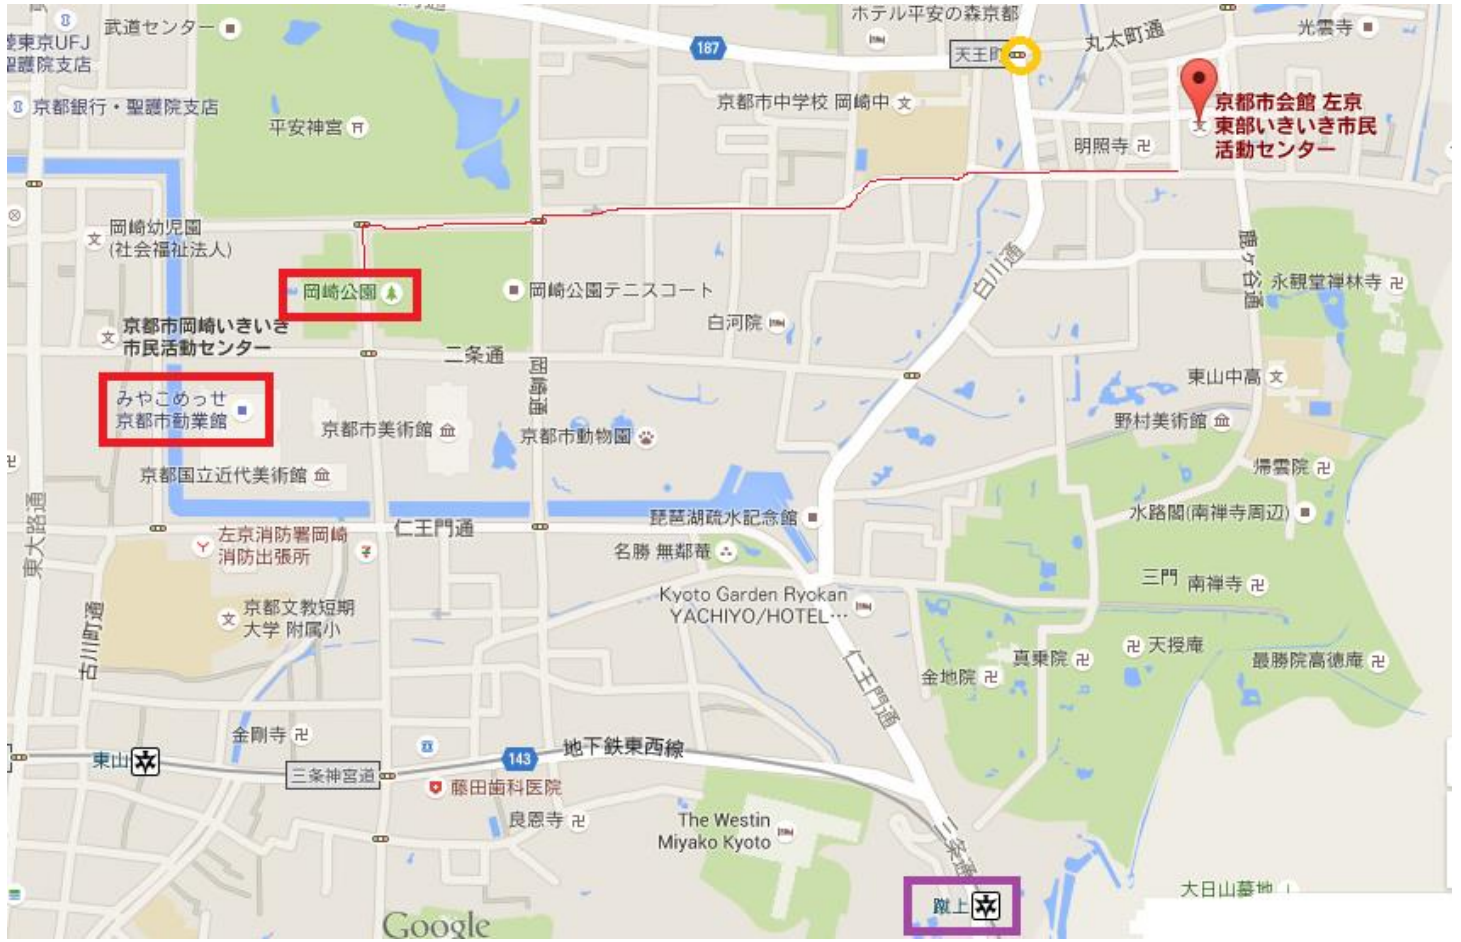 武道センター
ホテル平安の森京都
光雲寺
丸太町通
菱東京UFJ
聖護院支店
187
天王町
京都銀行・聖護院支店
京都市中学校 岡崎中
京都市会館 左京
東部いきいき市民
活動センター
平安神宮
明照寺
岡崎幼児園
(社会福祉法人)
鹿ヶ谷通
白川通
永観堂禅林寺
岡崎公園
岡崎公園テニスコート
白河院
京都市岡崎いきいき
市民活動センター
二条通
岡崎通
東山中高
みやこめっせ
京都市勧業館
京都市美術館
京都市動物園
野村美術館
京都国立近代美術館
帰雲院
東大路通
琵琶湖疏水記念館
水路閣(南禅寺周辺)
仁王門通
左京消防署岡崎
消防出張所
名勝 無鄰菴
三門
南禅寺
Kyoto Garden Ryokan
YACHIYO/HOTEL…
京都文教短期
大学 附属小
古川町通
天授庵
真乗院
最勝院高徳庵
金地院
仁王門通
金剛寺
東山
三条神宮道
143
地下鉄東西線
藤田歯科医院
良恩寺
The Westin
Miyako Kyoto
三条通
蹴上
大日山墓地
Google